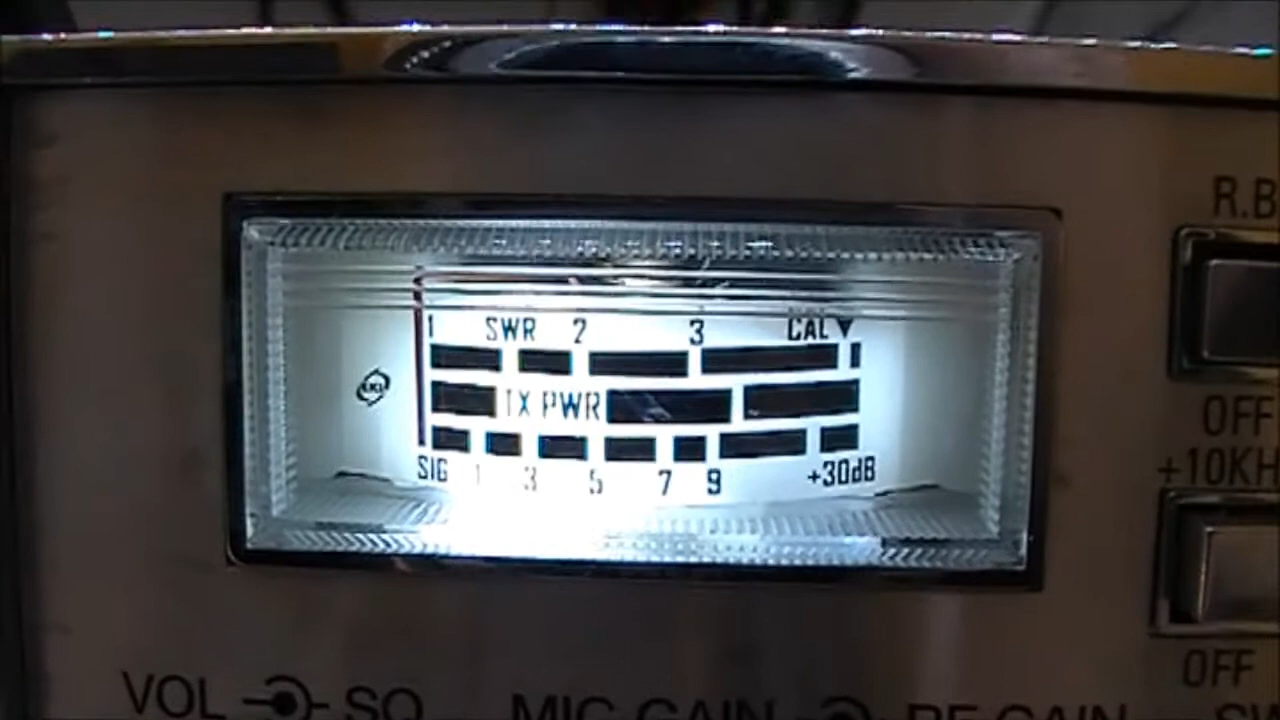 R.B
1 SWR 2 3 CAL▼
TX PWR
SIG 1 3 5 7 9 +30dB
OFF
+10KH
OFF
VOL SQ MIC GAIN RF GAIN SW